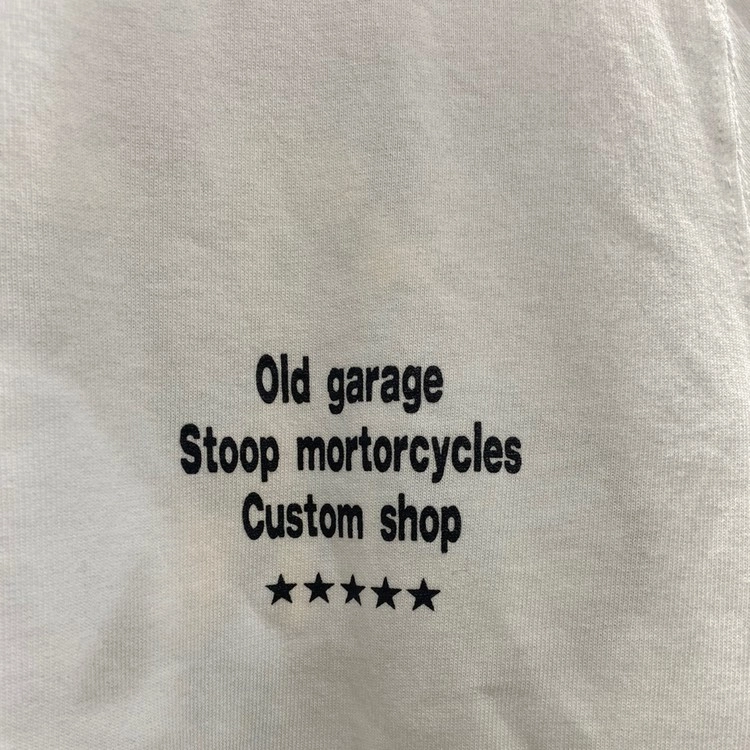 Old garage
Stoop mortorcycles
Custom shop
★★★★★